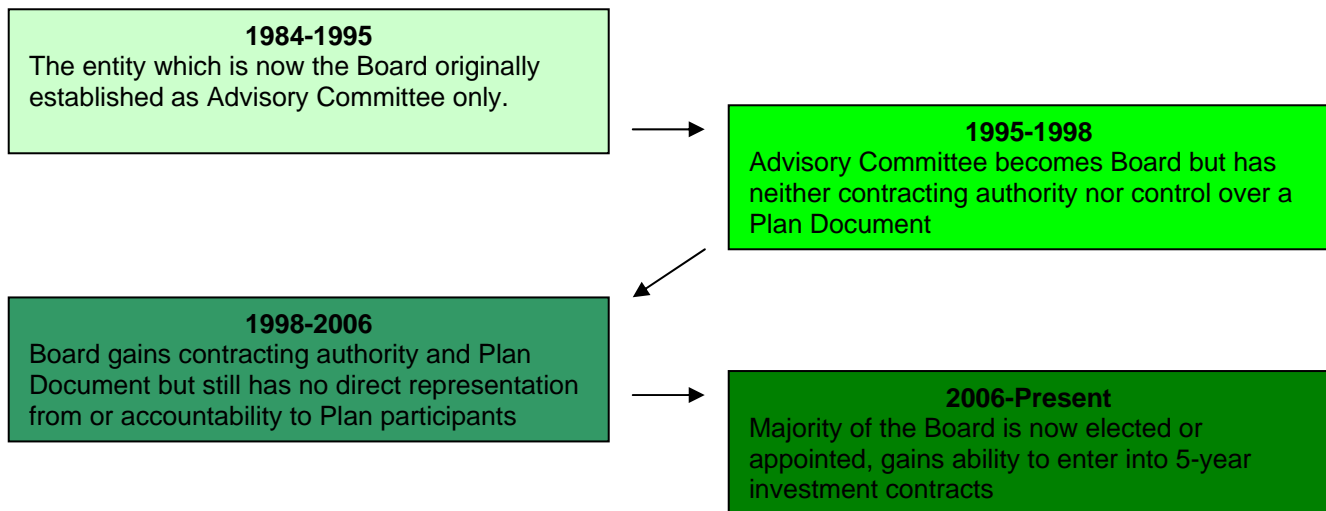 1984-1995
The entity which is now the Board originally
established as Advisory Committee only.
1995-1998
Advisory Committee becomes Board but has
neither contracting authority nor control over a
Plan Document
1998-2006
Board gains contracting authority and Plan
Document but still has no direct representation
from or accountability to Plan participants
2006-Present
Majority of the Board is now elected or
appointed, gains ability to enter into 5-year
investment contracts